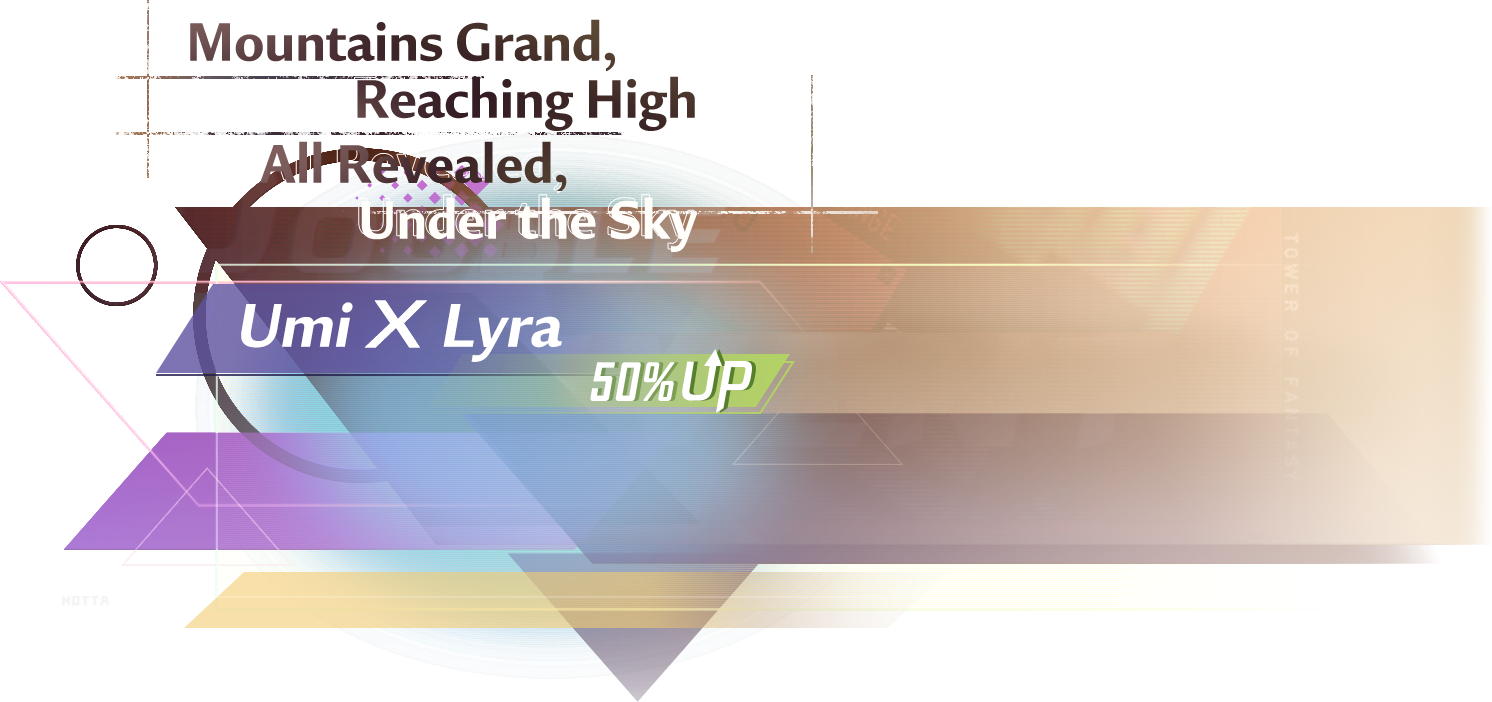 Mountains Grand,
Reaching High
All Revealed,
Under the Sky
Umi X Lyra
50% UP
TOWER OF FANTASY
HOTTA